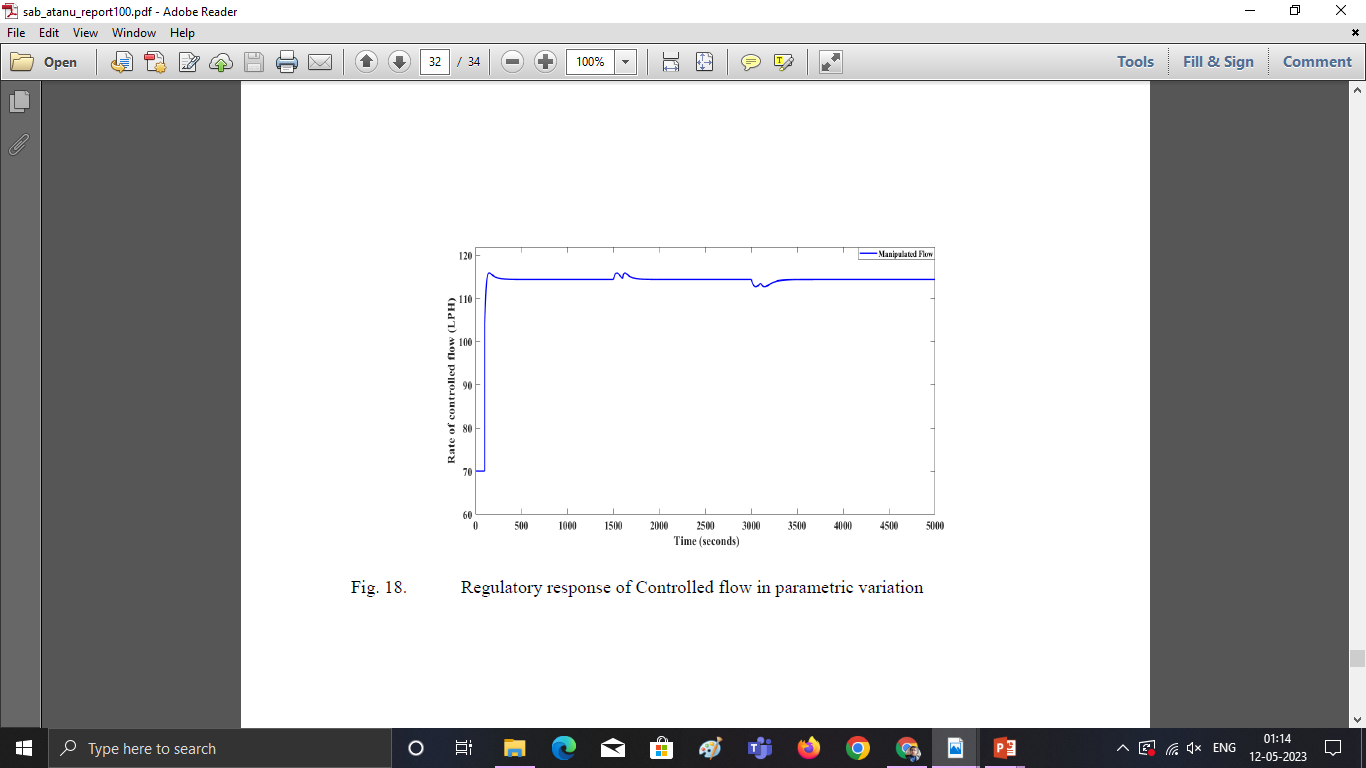 sab_atanu_report100.pdf - Adobe Reader
File Edit View Window Help
Open 32 / 34 100% Tools Fill & Sign Comment
120
Manipulated Flow
110
100
90
80
70
60
Rate of controlled flow (LPH)
0 500 1000 1500 2000 2500 3000 3500 4000 4500 5000
Time (seconds)
Fig. 18. Regulatory response of Controlled flow in parametric variation
Type here to search
ENG
01:14
12-05-2023